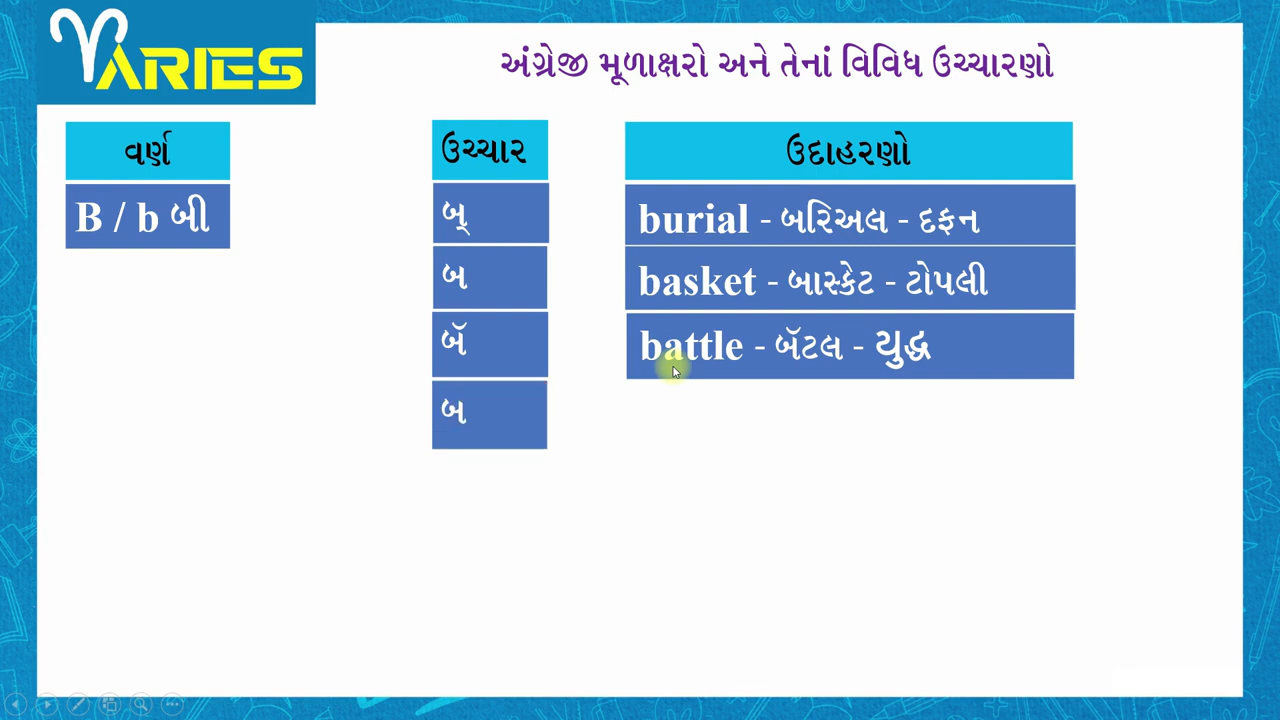 ARIES
અંગ્રેજી મૂળાક્ષરો અને તેનાં વિવિધ ઉચ્ચારણો
વર્ણ ઉચ્ચાર ઉદાહરણો
B / b બી બ્ burial - બરિઅલ - દફન
બ basket - બાસ્કેટ - ટોપલી
બૅ battle - બૅટલ - યુદ્ધ
બ